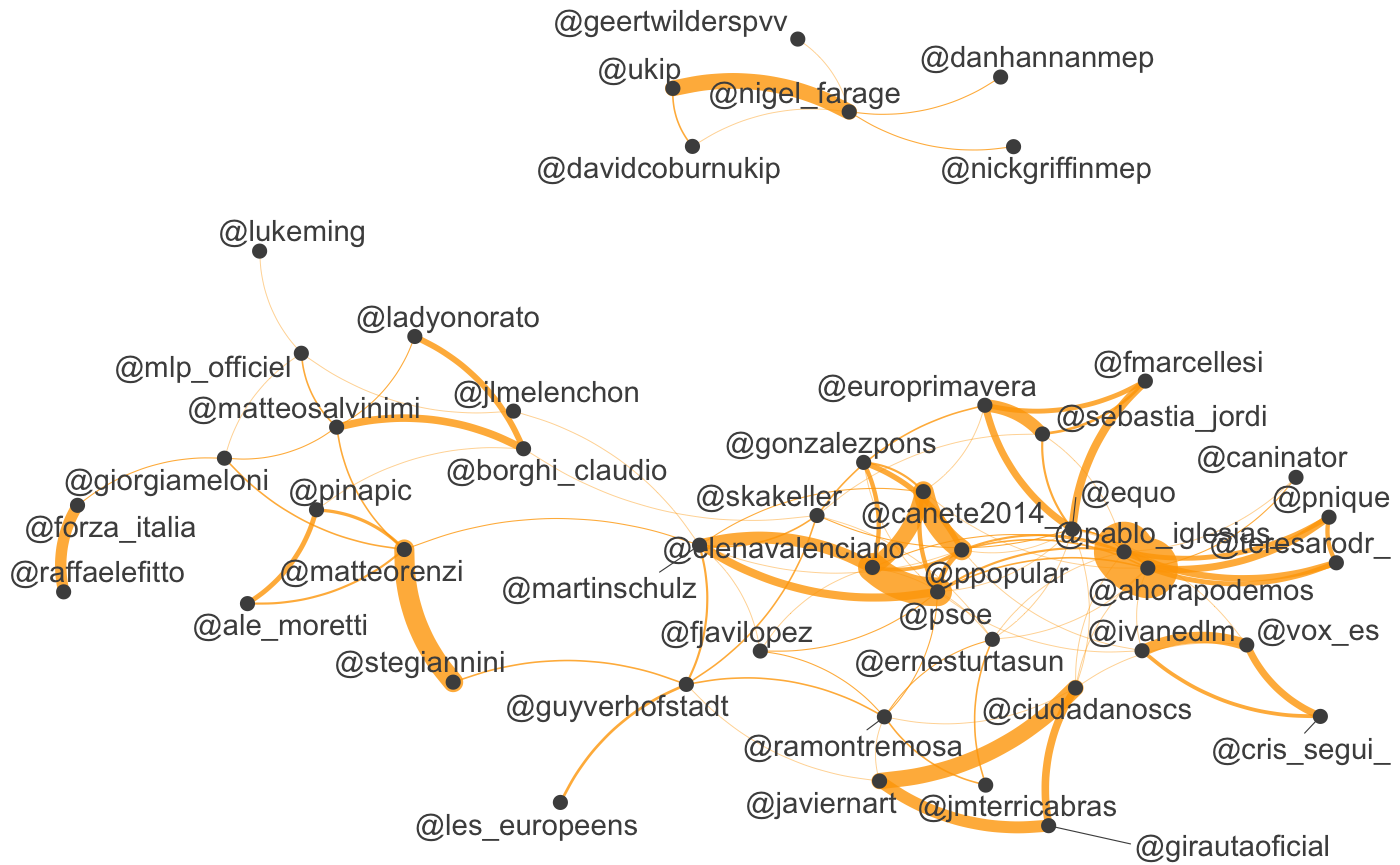 @geertwilderspvv
@danhannanmep
@ukip
@nigel_farage
@davidcoburnukip
@nickgriffinmep
@lukeming
@ladyonorato
@mlp_officiel
@fmarcellesi
@jlmelenchon
@europrimavera
@matteosalvinimi
@sebastia_jordi
@gonzalezpons
@caninator
@borghi_claudio
@giorgiameloni
@pinapic
@equo
@skakeller
@pnique
@canete2014_
@forza_italia
@pablo_iglesias_
@teresarodr_
@elenavalenciano
@raffaelefitto
@matteorenzi
@ppopular
@martinschulz
@ahorapodemos
@psoe
@ale_moretti
@fjavilopez
@ivanedlm
@vox_es
@stegiannini
@ernesturtasun
@guyverhofstadt
@ciudadanoscs
@ramontremosa
@cris_segui_
@javiernart
@jmterricabras
@les_europeens
@girautaoficial